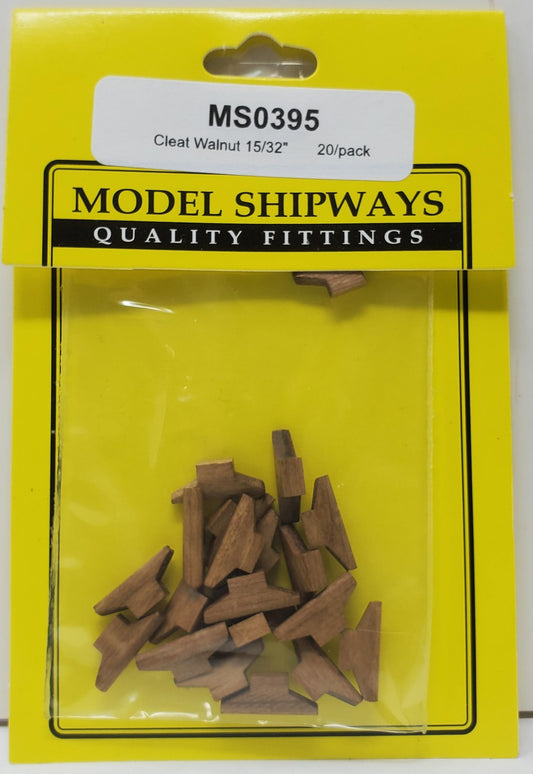 MS0395
Cleat Walnut 15/32" 20/pack
MODEL SHIPWAYS
QUALITY FITTINGS